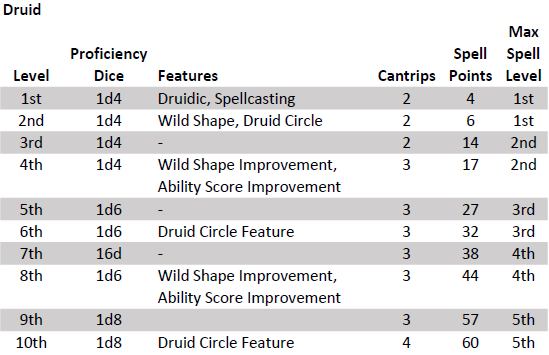 Druid
Level Proficiency Dice Features Cantrips Spell Points Max Spell Level
1st 1d4 Druidic, Spellcasting 2 4 1st
2nd 1d4 Wild Shape, Druid Circle 2 6 1st
3rd 1d4 - 2 14 2nd
4th 1d4 Wild Shape Improvement, 3 17 2nd
Ability Score Improvement
5th 1d6 - 3 27 3rd
6th 1d6 Druid Circle Feature 3 32 3rd
7th 16d - 3 38 4th
8th 1d6 Wild Shape Improvement, 3 44 4th
Ability Score Improvement
9th 1d8 3 57 5th
10th 1d8 Druid Circle Feature 4 60 5th